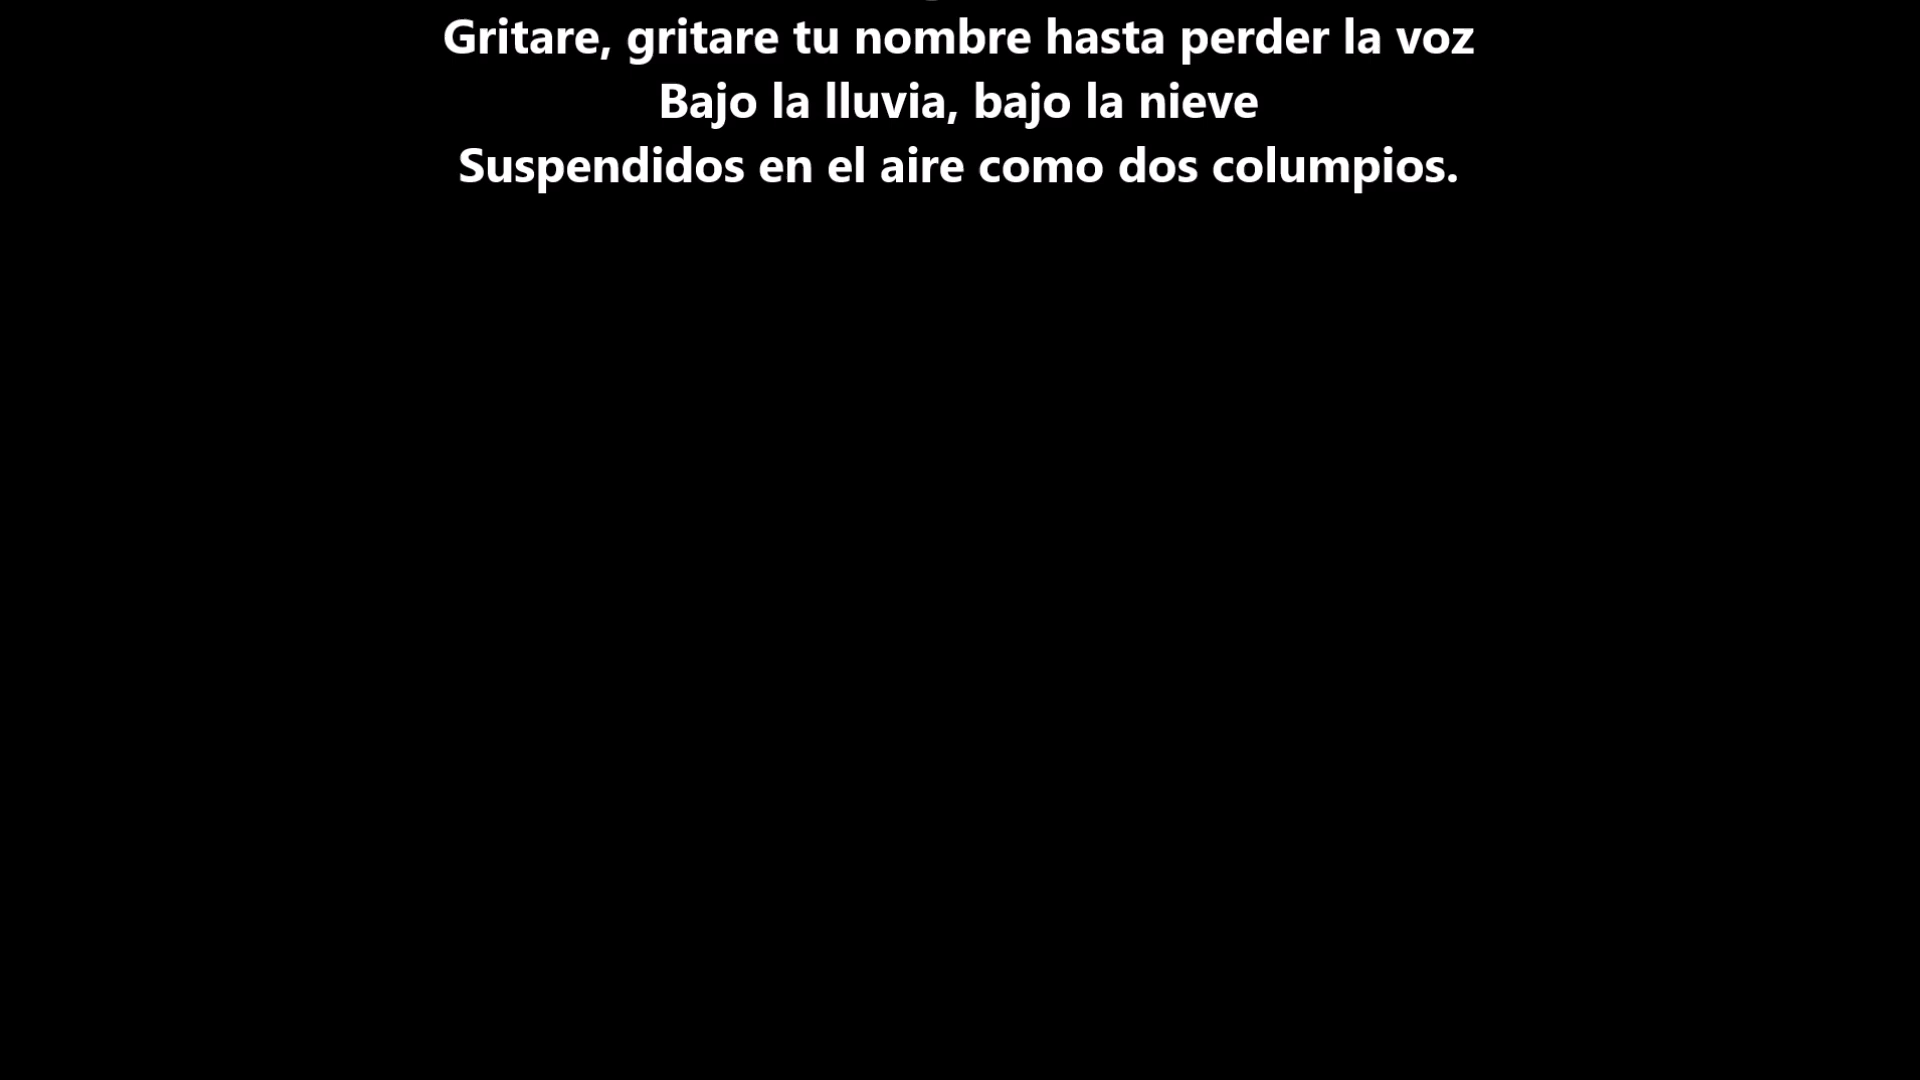 Gritare, gritare tu nombre hasta perder la voz
Bajo la lluvia, bajo la nieve
Suspendidos en el aire como dos columpios.